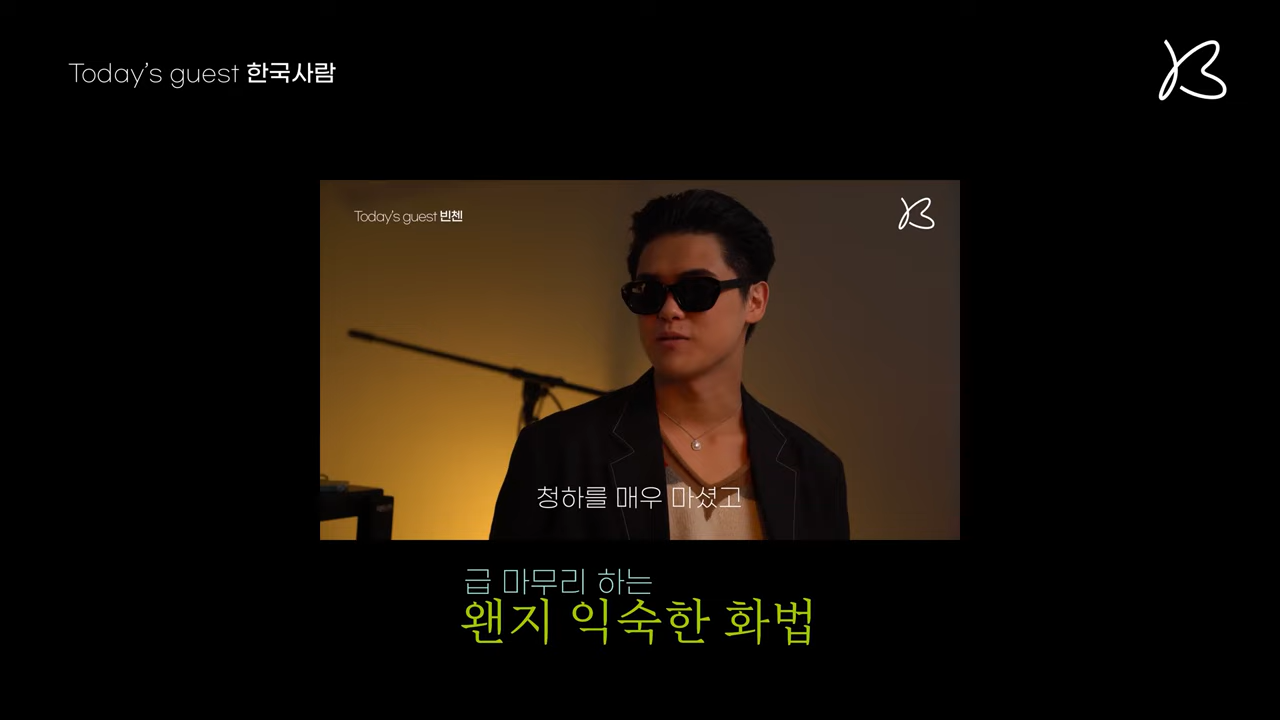 Today's guest 한국사람
Today's guest 빈첸
청하를 매우 마셨고
급 마무리 하는
왠지 익숙한 화법